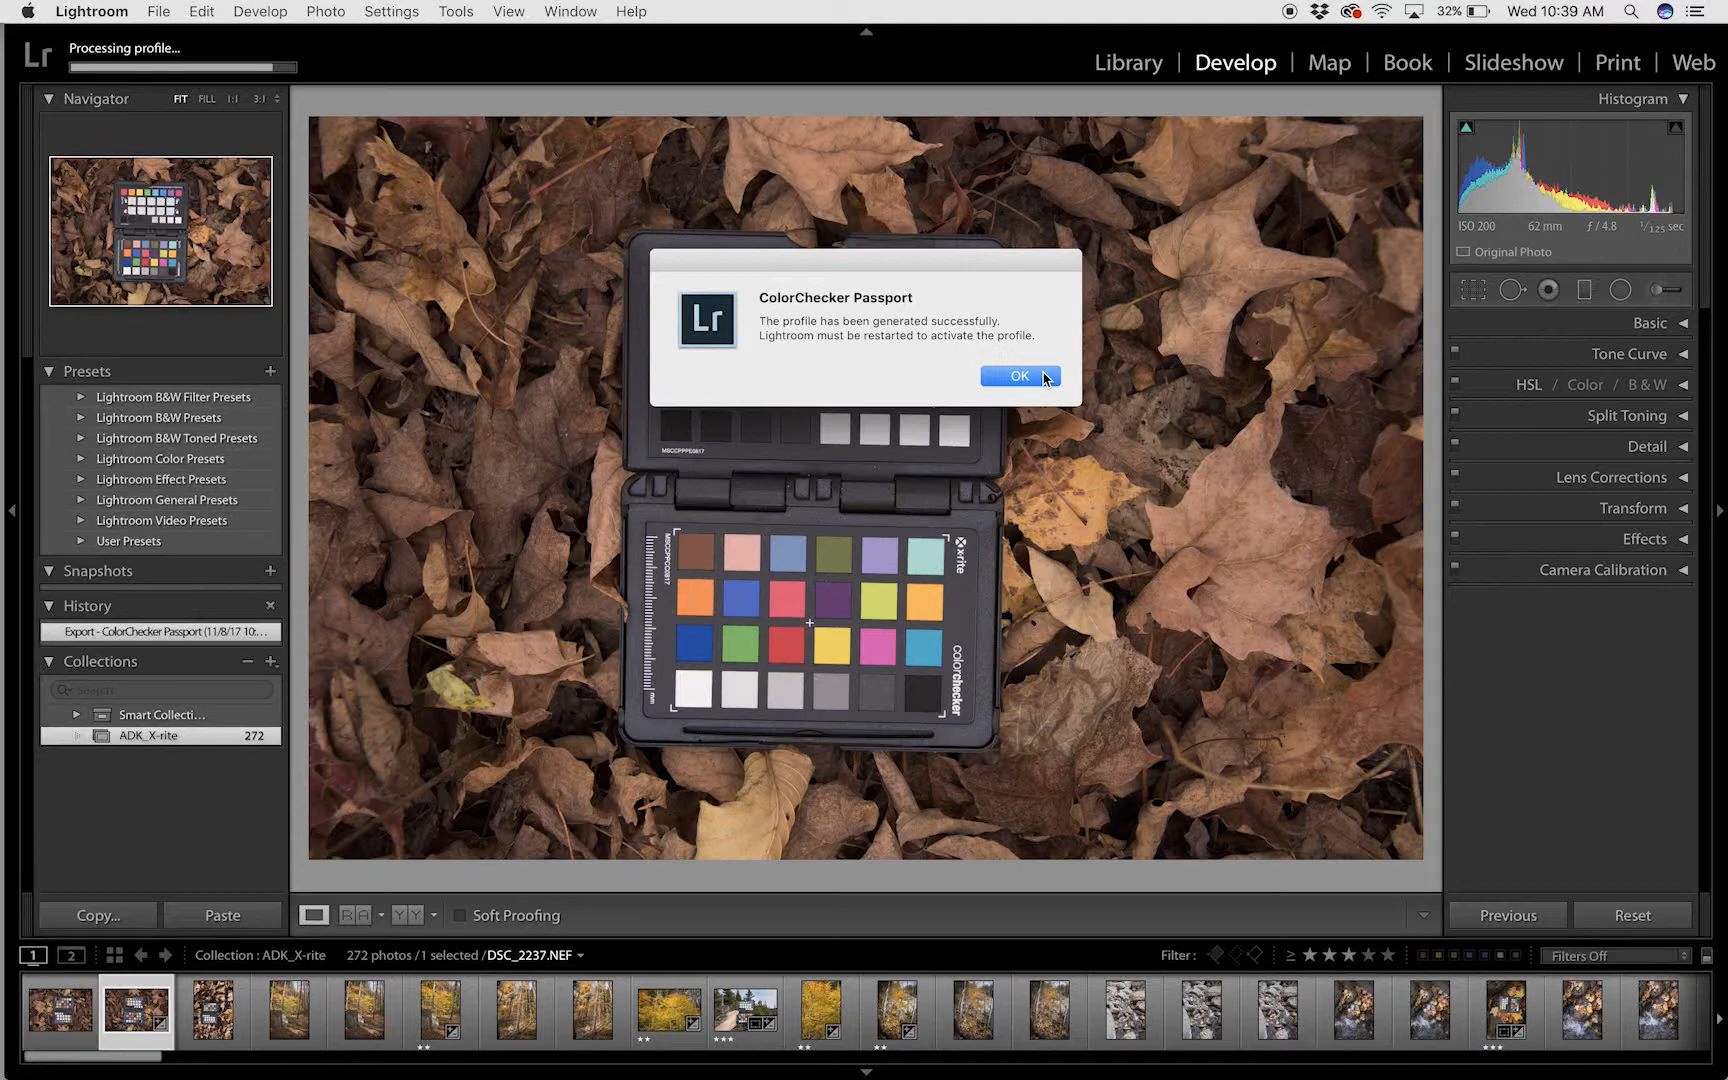 Lightroom File Edit Develop Photo Settings Tools View Window Help 32% Wed 10:39 AM
Lr Processing profile...
Library | Develop | Map | Book | Slideshow | Print | Web
Navigator FIT FILL 1:1 3:1
Histogram
ISO 200 62 mm ƒ / 4.8 1/125 sec
Original Photo
Basic
Tone Curve
HSL / Color / B & W
Split Toning
Detail
Lens Corrections
Transform
Effects
Camera Calibration
Presets
Lightroom B&W Filter Presets
Lightroom B&W Presets
Lightroom B&W Toned Presets
Lightroom Color Presets
Lightroom Effect Presets
Lightroom General Presets
Lightroom Video Presets
User Presets
Snapshots
History
Export - ColorChecker Passport (11/8/17 10:...
Collections
Search
Smart Collecti...
ADK_X-rite 272
Lr
ColorChecker Passport
The profile has been generated successfully.
Lightroom must be restarted to activate the profile.
OK
MSCCPPPE0817
MSCCPPCC0817
x-rite
colorchecker
mm
Copy... Paste
R A Y Y Soft Proofing
Previous Reset
1 2 Collection : ADK_X-rite 272 photos / 1 selected / DSC_2237.NEF
Filter : ≥ ★ ★ ★ ★ ★ Filters Off